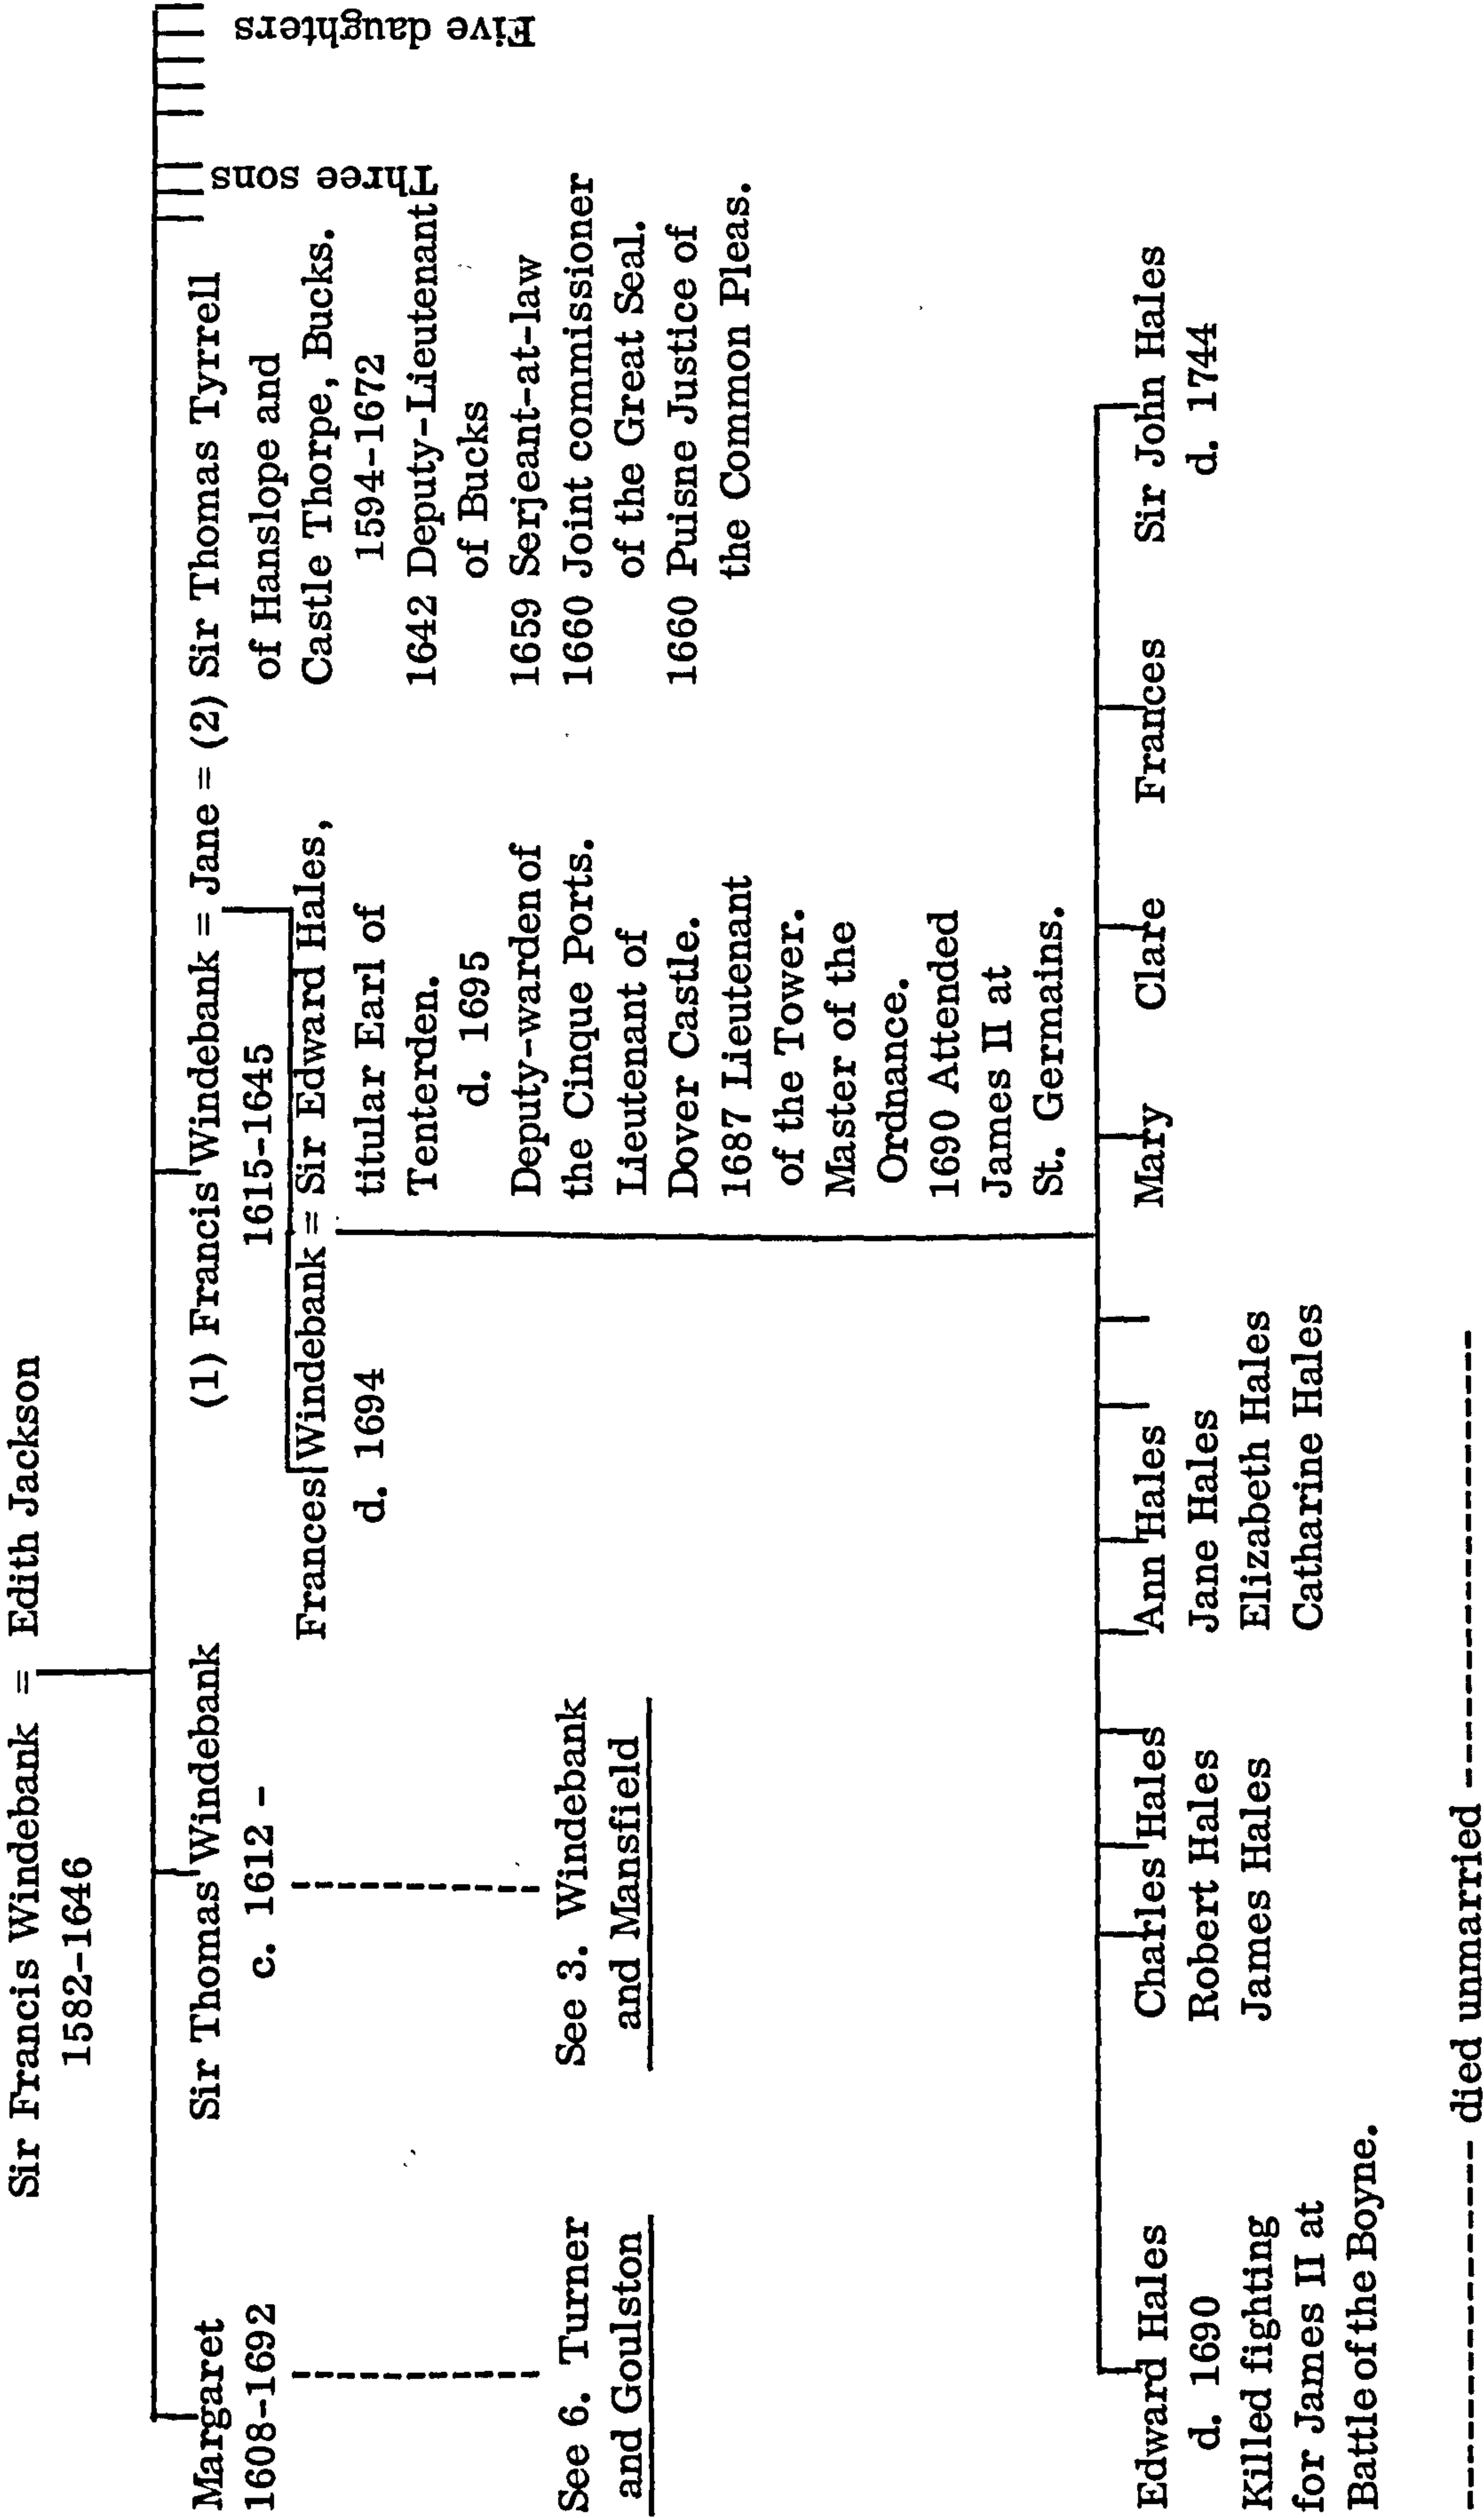 Sir Francis Windebank = Edith Jackson
1582-1646
Margaret
1608-1692
See 6. Turner
and Goulston
Sir Thomas Windebank
c. 1612 -
See 3. Windebank
and Mansfield
(1) Francis Windebank = Jane = (2) Sir Thomas Tyrrell
1615-1645
of Hanslope and
Castle Thorpe, Bucks.
1594-1672
1642 Deputy-Lieutenant
of Bucks
1659 Serjeant-at-law
1660 Joint commissioner
of the Great Seal.
1660 Puisne Justice of
the Common Pleas.
Three sons
Five daughters
Frances Windebank = Sir Edward Hales,
d. 1694
titular Earl of
Tenterden.
d. 1695
Deputy-warden of
the Cinque Ports.
Lieutenant of
Dover Castle.
1687 Lieutenant
of the Tower.
Master of the
Ordnance.
1690 Attended
James II at
St. Germains.
Edward Hales
d. 1690
Killed fighting
for James II at
Battle of the Boyne.
Charles Hales
Robert Hales
James Hales
Ann Hales
Jane Hales
Elizabeth Hales
Catharine Hales
Mary
Clare
Frances
Sir John Hales
d. 1744
---------------- died unmarried ----------------